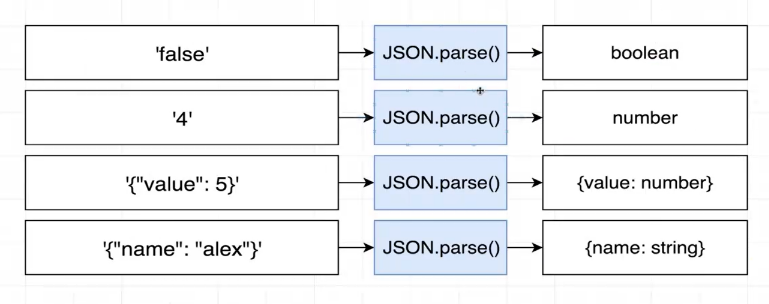 'false' JSON.parse() boolean
'4' JSON.parse() number
'{"value": 5}' JSON.parse() {value: number}
'{"name": "alex"}' JSON.parse() {name: string}